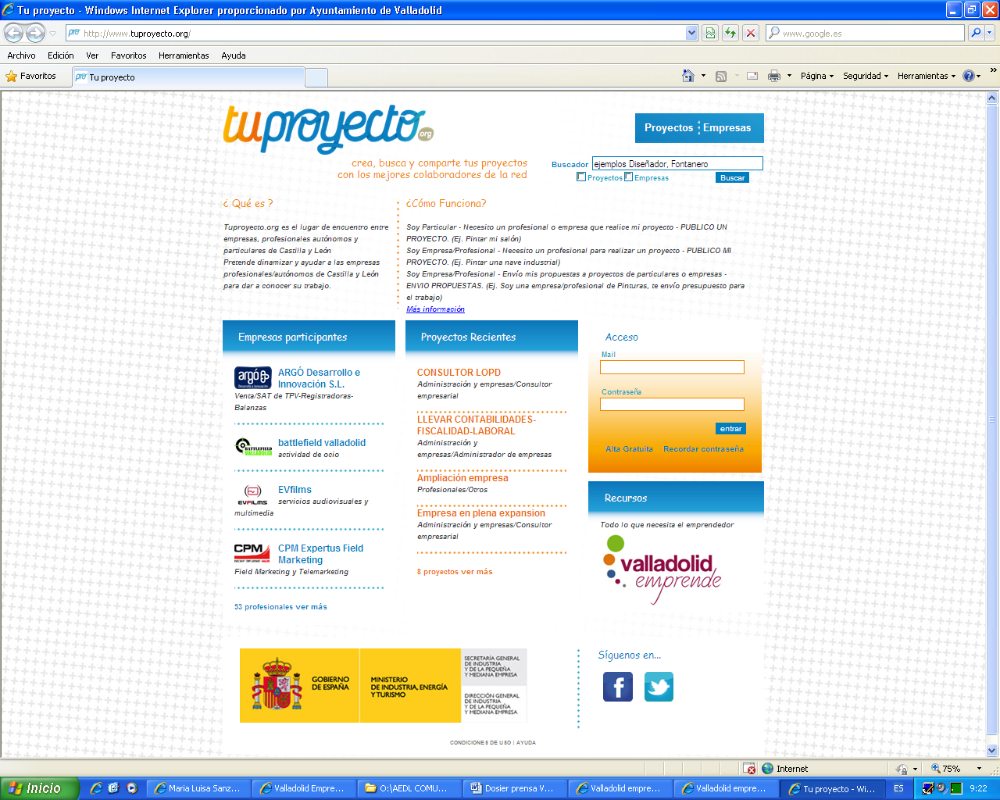 Tu proyecto - Windows Internet Explorer proporcionado por Ayuntamiento de Valladolid
http://www.tuproyecto.org/
www.google.es
Archivo Edición Ver Favoritos Herramientas Ayuda
Favoritos
Tu proyecto
Página Seguridad Herramientas
tuproyecto.org
Proyectos Empresas
crea, busca y comparte tus proyectos
con los mejores colaboradores de la red
Buscador ejemplos Diseñador, Fontanero
Proyectos Empresas Buscar
¿ Qué es ?
Tuproyecto.org es el lugar de encuentro entre
empresas, profesionales autónomos y
particulares de Castilla y León
Pretende dinamizar y ayudar a las empresas
profesionales/autónomos de Castilla y León
para dar a conocer su trabajo.
¿Cómo Funciona?
Soy Particular - Necesito un profesional o empresa que realice mi proyecto - PUBLICO UN
PROYECTO. (Ej. Pintar mi salón)
Soy Empresa/Profesional - Necesito un profesional para realizar un proyecto - PUBLICO MI
PROYECTO. (Ej. Pintar una nave industrial)
Soy Empresa/Profesional - Envío mis propuestas a proyectos de particulares o empresas -
ENVIO PROPUESTAS. (Ej. Soy una empresa/profesional de Pinturas, te envío presupuesto para
el trabajo)
Más información
Empresas participantes
argó
Desarrollo e Innovación
ARGÓ Desarrollo e
Innovación S.L.
Venta/SAT de TPV-Registradoras-
Balanzas
BATTLEFIELD
VALLADOLID
battlefield valladolid
actividad de ocio
EVFILMS
EVfilms
servicios audiovisuales y
multimedia
CPM
CPM Expertus Field
Marketing
Field Marketing y Telemarketing
53 profesionales ver más
Proyectos Recientes
CONSULTOR LOPD
Administración y empresas/Consultor
empresarial
LLEVAR CONTABILIDADES-
FISCALIDAD-LABORAL
Administración y
empresas/Administrador de empresas
Ampliación empresa
Profesionales/Otros
Empresa en plena expansion
Administración y empresas/Consultor
empresarial
8 proyectos ver más
Acceso
Mail
Contraseña
entrar
Alta Gratuita Recordar contraseña
Recursos
Todo lo que necesita el emprendedor
valladolid
emprende
GOBIERNO
DE ESPAÑA
MINISTERIO
DE INDUSTRIA, ENERGÍA
Y TURISMO
SECRETARÍA GENERAL
DE INDUSTRIA
Y DE LA PEQUEÑA
Y MEDIANA EMPRESA
DIRECCIÓN GENERAL
DE INDUSTRIA
Y DE LA PEQUEÑA
Y MEDIANA EMPRESA
Síguenos en...
CONDICIONES DE USO | AYUDA
Internet 75%
Inicio Maria Luisa Sanz... Valladolid Empre... O:\AEDL COMU... Dosier prensa V... Valladolid empre... Valladolid empre... Tu proyecto - Wi... ES 9:22